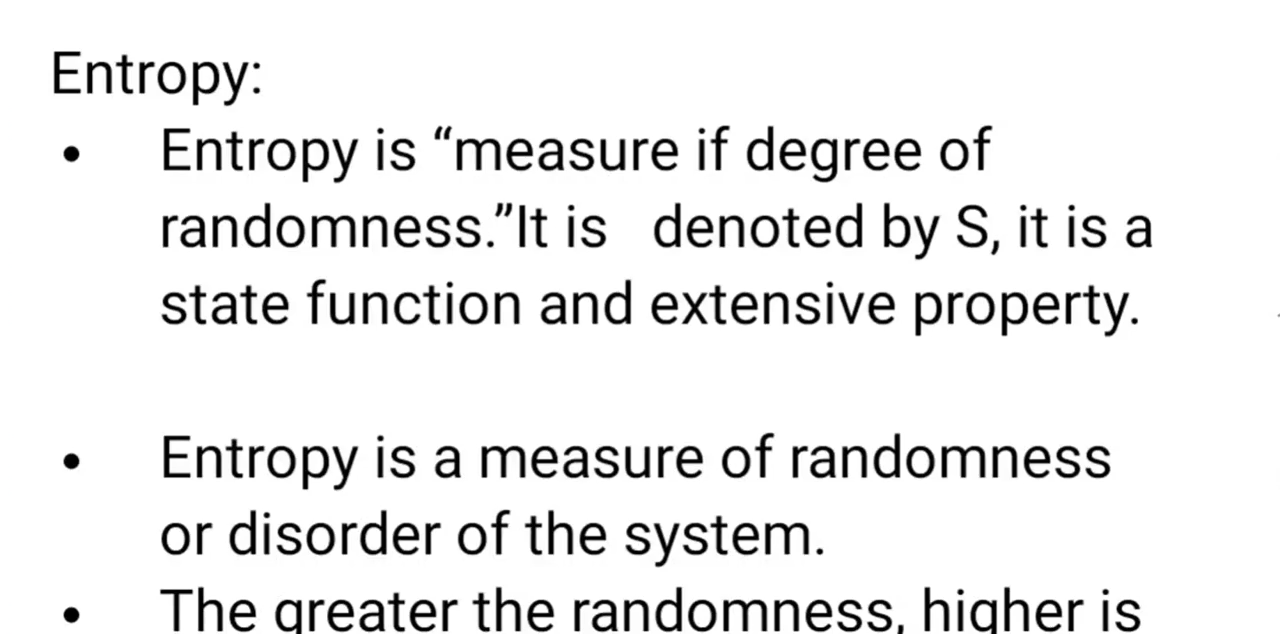 Entropy:
• Entropy is “measure if degree of
randomness.”It is   denoted by S, it is a
state function and extensive property.
• Entropy is a measure of randomness
or disorder of the system.
• The greater the randomness, higher is